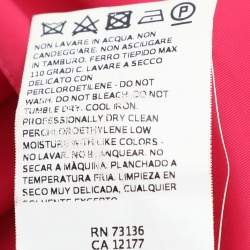 NON LAVARE IN ACQUA. NON
CANDEGGIARE. NON ASCIUGARE
IN TAMBURO. FERRO TIEPIDO MAX
110 GRADI C. LAVARE A SECCO
DELICATO CON
PERCLOROETILENE - DO NOT
WASH. DO NOT BLEACH. DO NOT
TUMBLE DRY. COOL IRON.
PROFESSIONALLY DRY CLEAN
PERCHLOROETHYLENE LOW
MOISTURE WITH LIKE COLORS -
NO LAVAR. NO BLANQUEAR. NO
SECAR A MÁQUINA. PLANCHADO A
TEMPERATURA FRIA. LIMPIEZA EN
SECO MUY DELICADA, CUALQUIER
RN 73136
CA 12177